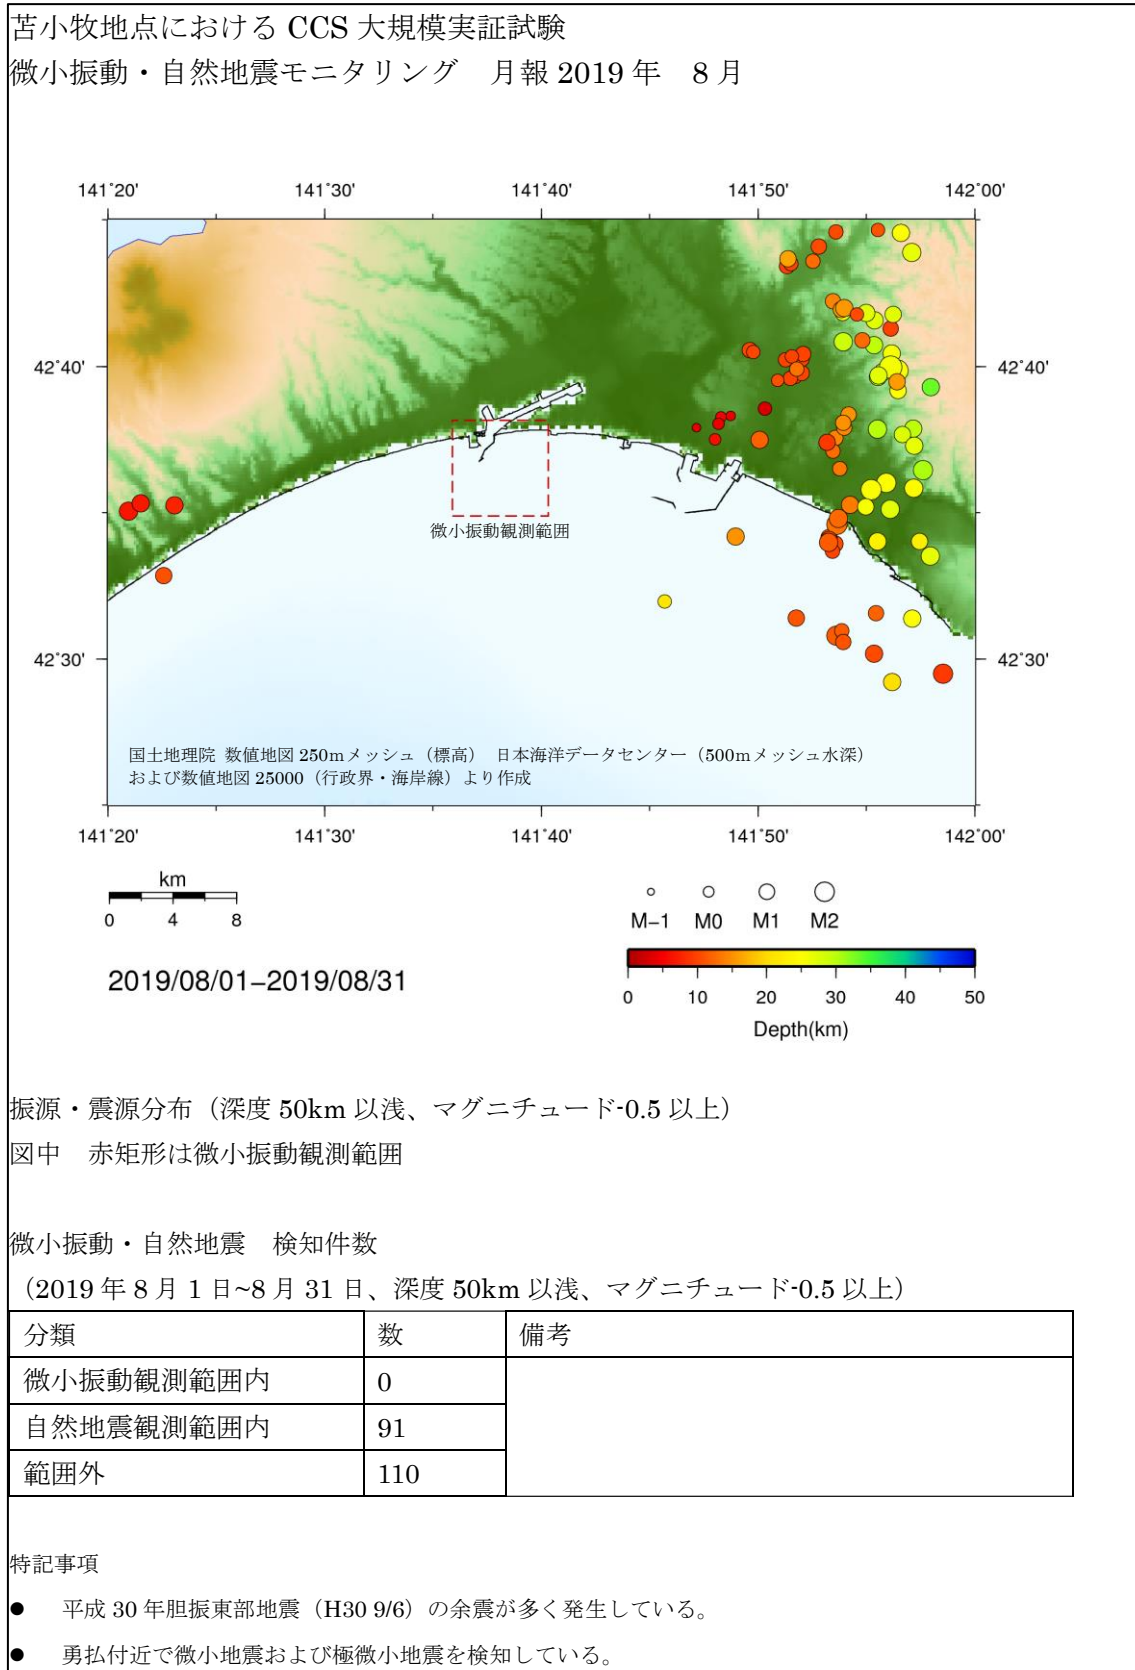 苫小牧地点における CCS 大規模実証試験
微小振動・自然地震モニタリング　月報 2019 年　8 月
141°20' 141°30' 141°40' 141°50' 142°00'
42°40' 42°40'
微小振動観測範囲
42°30' 42°30'
国土地理院 数値地図 250mメッシュ（標高） 日本海洋データセンター（500mメッシュ水深）
および数値地図 25000（行政界・海岸線）より作成
141°20' 141°30' 141°40' 141°50' 142°00'
km
0 4 8
M−1 M0 M1 M2
2019/08/01−2019/08/31
0 10 20 30 40 50
Depth(km)
振源・震源分布（深度 50km 以浅、マグニチュード-0.5 以上）
図中　赤矩形は微小振動観測範囲
微小振動・自然地震　検知件数
（2019 年 8 月 1 日~8 月 31 日、深度 50km 以浅、マグニチュード-0.5 以上）
分類 数 備考
微小振動観測範囲内 0
自然地震観測範囲内 91
範囲外 110
特記事項
● 平成 30 年胆振東部地震（H30 9/6）の余震が多く発生している。
● 勇払付近で微小地震および極微小地震を検知している。